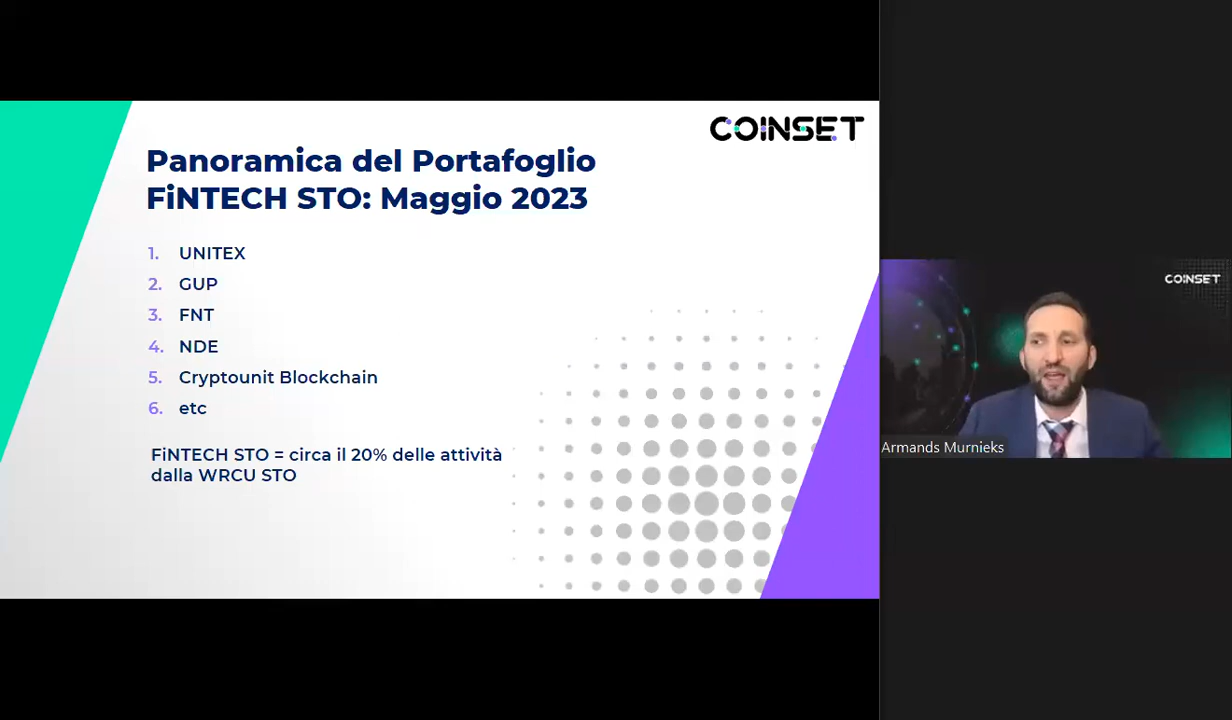 COINSET
Panoramica del Portafoglio
FiNTECH STO: Maggio 2023
1. UNITEX
2. GUP
3. FNT
4. NDE
5. Cryptounit Blockchain
6. etc
FiNTECH STO = circa il 20% delle attività
dalla WRCU STO
COINSET
Armands Murnieks